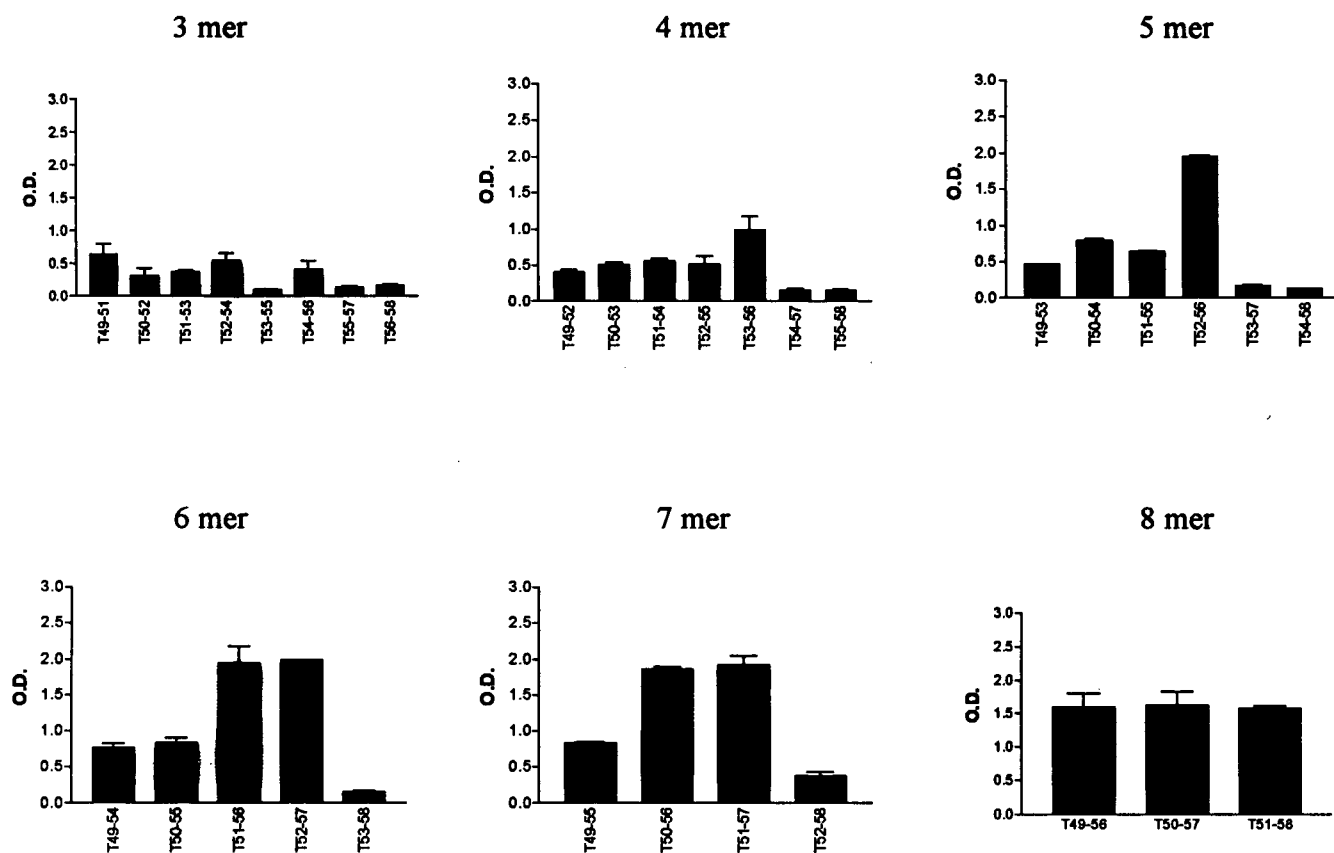 3 mer
4 mer
5 mer
O.D.
3.0
2.5
2.0
1.5
1.0
0.5
0.0
T49-51
T50-52
T51-53
T52-54
T53-55
T54-56
T55-57
T56-58
O.D.
3.0
2.5
2.0
1.5
1.0
0.5
0.0
T49-52
T50-53
T51-54
T52-55
T53-56
T54-57
T55-58
O.D.
3.0
2.5
2.0
1.5
1.0
0.5
0.0
T49-53
T50-54
T51-55
T52-56
T53-57
T54-58
6 mer
7 mer
8 mer
O.D.
3.0
2.5
2.0
1.5
1.0
0.5
0.0
T49-54
T50-55
T51-56
T52-57
T53-58
O.D.
3.0
2.5
2.0
1.5
1.0
0.5
0.0
T49-55
T50-56
T51-57
T52-58
O.D.
3.0
2.5
2.0
1.5
1.0
0.5
0.0
T49-56
T50-57
T51-58